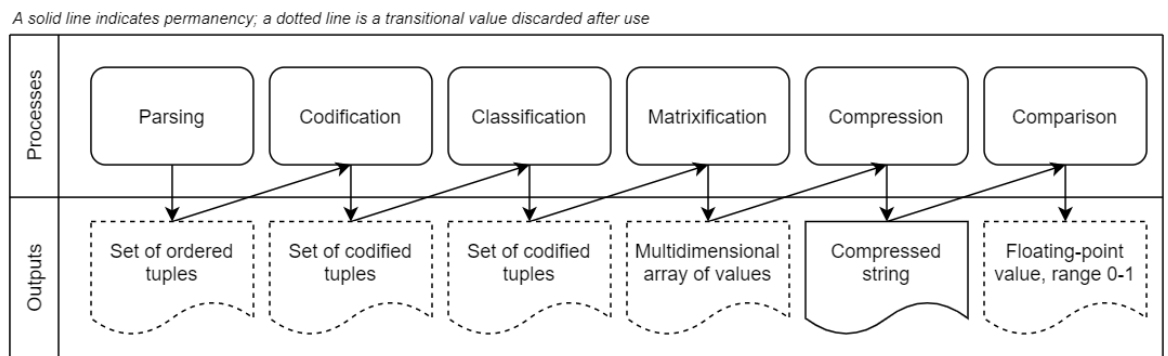 A solid line indicates permanency; a dotted line is a transitional value discarded after use
Processes
Parsing
Codification
Classification
Matrixification
Compression
Comparison
Outputs
Set of ordered
tuples
Set of codified
tuples
Set of codified
tuples
Multidimensional
array of values
Compressed
string
Floating-point
value, range 0-1